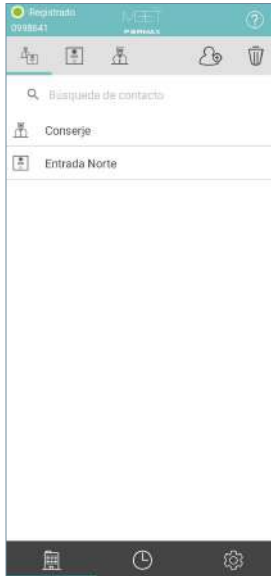 Registrado
0998641
MEET
FERMAX
Búsqueda de contacto
Conserje
Entrada Norte